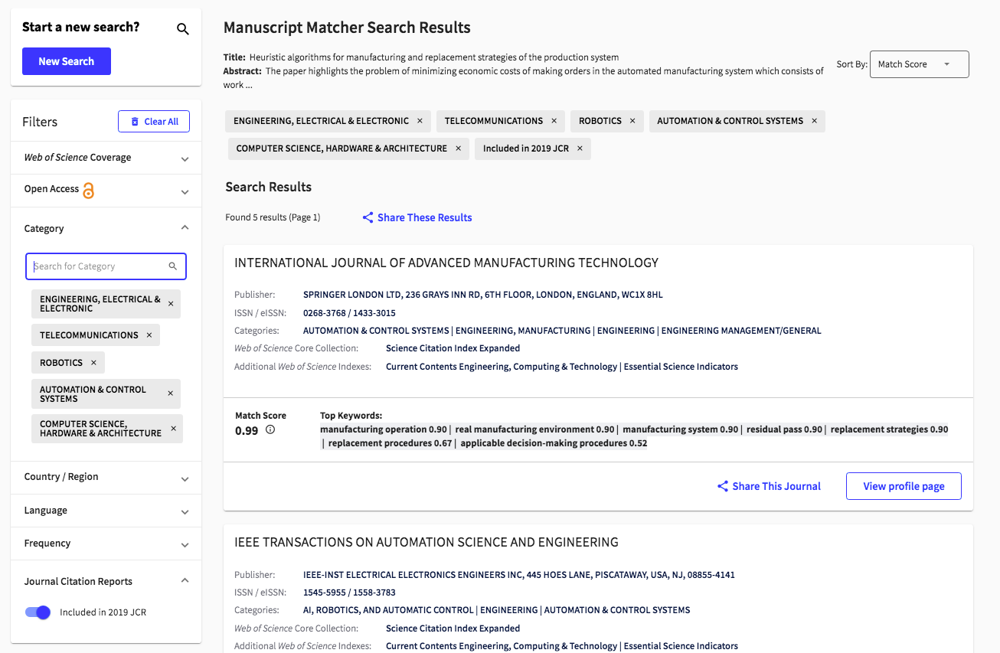 Start a new search?
New Search
Filters
Clear All
Web of Science Coverage
Open Access
Category
Search for Category
ENGINEERING, ELECTRICAL &
ELECTRONIC ×
TELECOMMUNICATIONS ×
ROBOTICS ×
AUTOMATION & CONTROL
SYSTEMS ×
COMPUTER SCIENCE,
HARDWARE & ARCHITECTURE ×
Country / Region
Language
Frequency
Journal Citation Reports
Included in 2019 JCR
Manuscript Matcher Search Results
Title: Heuristic algorithms for manufacturing and replacement strategies of the production system
Abstract: The paper highlights the problem of minimizing economic costs of making orders in the automated manufacturing system which consists of
work ...
Sort By: Match Score
ENGINEERING, ELECTRICAL & ELECTRONIC × TELECOMMUNICATIONS × ROBOTICS × AUTOMATION & CONTROL SYSTEMS ×
COMPUTER SCIENCE, HARDWARE & ARCHITECTURE × Included in 2019 JCR ×
Search Results
Found 5 results (Page 1) Share These Results
INTERNATIONAL JOURNAL OF ADVANCED MANUFACTURING TECHNOLOGY
Publisher: SPRINGER LONDON LTD, 236 GRAYS INN RD, 6TH FLOOR, LONDON, ENGLAND, WC1X 8HL
ISSN / eISSN: 0268-3768 / 1433-3015
Categories: AUTOMATION & CONTROL SYSTEMS | ENGINEERING, MANUFACTURING | ENGINEERING | ENGINEERING MANAGEMENT/GENERAL
Web of Science Core Collection: Science Citation Index Expanded
Additional Web of Science Indexes: Current Contents Engineering, Computing & Technology | Essential Science Indicators
Match Score
0.99
Top Keywords:
manufacturing operation 0.90 | real manufacturing environment 0.90 | manufacturing system 0.90 | residual pass 0.90 | replacement strategies 0.90
| replacement procedures 0.67 | applicable decision-making procedures 0.52
Share This Journal View profile page
IEEE TRANSACTIONS ON AUTOMATION SCIENCE AND ENGINEERING
Publisher: IEEE-INST ELECTRICAL ELECTRONICS ENGINEERS INC, 445 HOES LANE, PISCATAWAY, USA, NJ, 08855-4141
ISSN / eISSN: 1545-5955 / 1558-3783
Categories: AI, ROBOTICS, AND AUTOMATIC CONTROL | ENGINEERING | AUTOMATION & CONTROL SYSTEMS
Web of Science Core Collection: Science Citation Index Expanded
Additional Web of Science Indexes: Current Contents Engineering, Computing & Technology | Essential Science Indicators